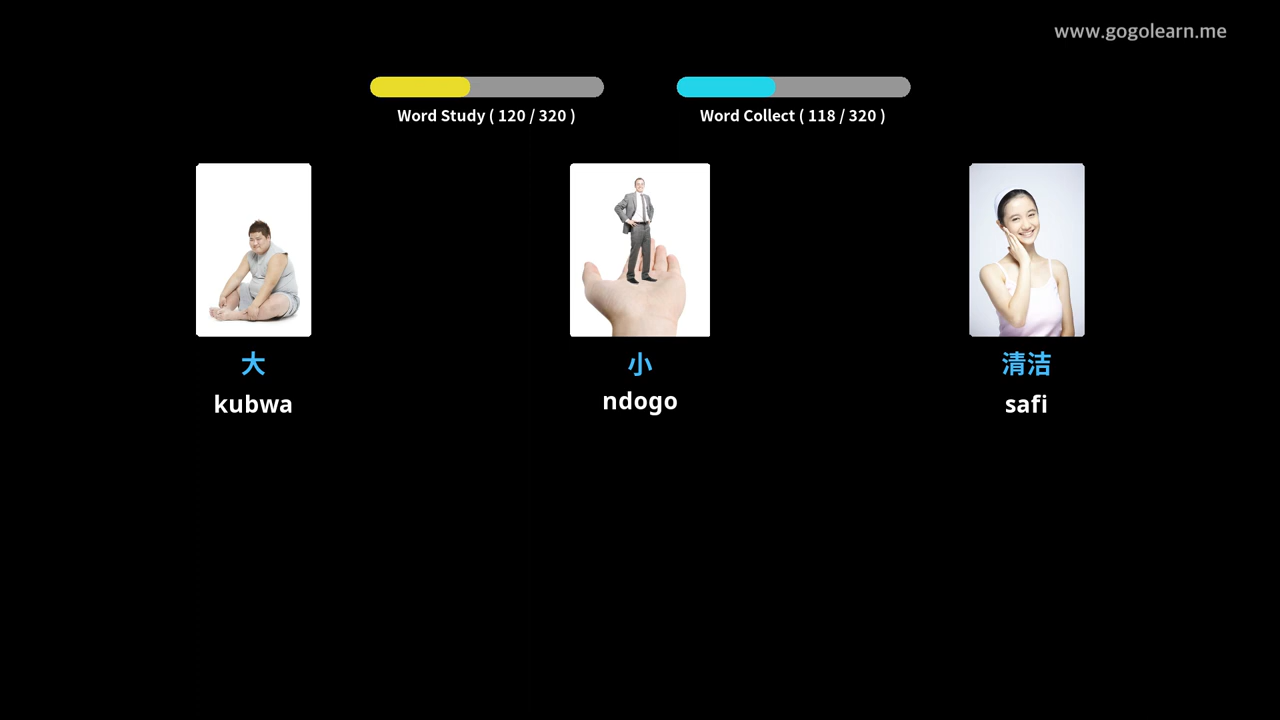 www.gogolearn.me
Word Study ( 120 / 320 )
Word Collect ( 118 / 320 )
大
小
清洁
kubwa
ndogo
safi